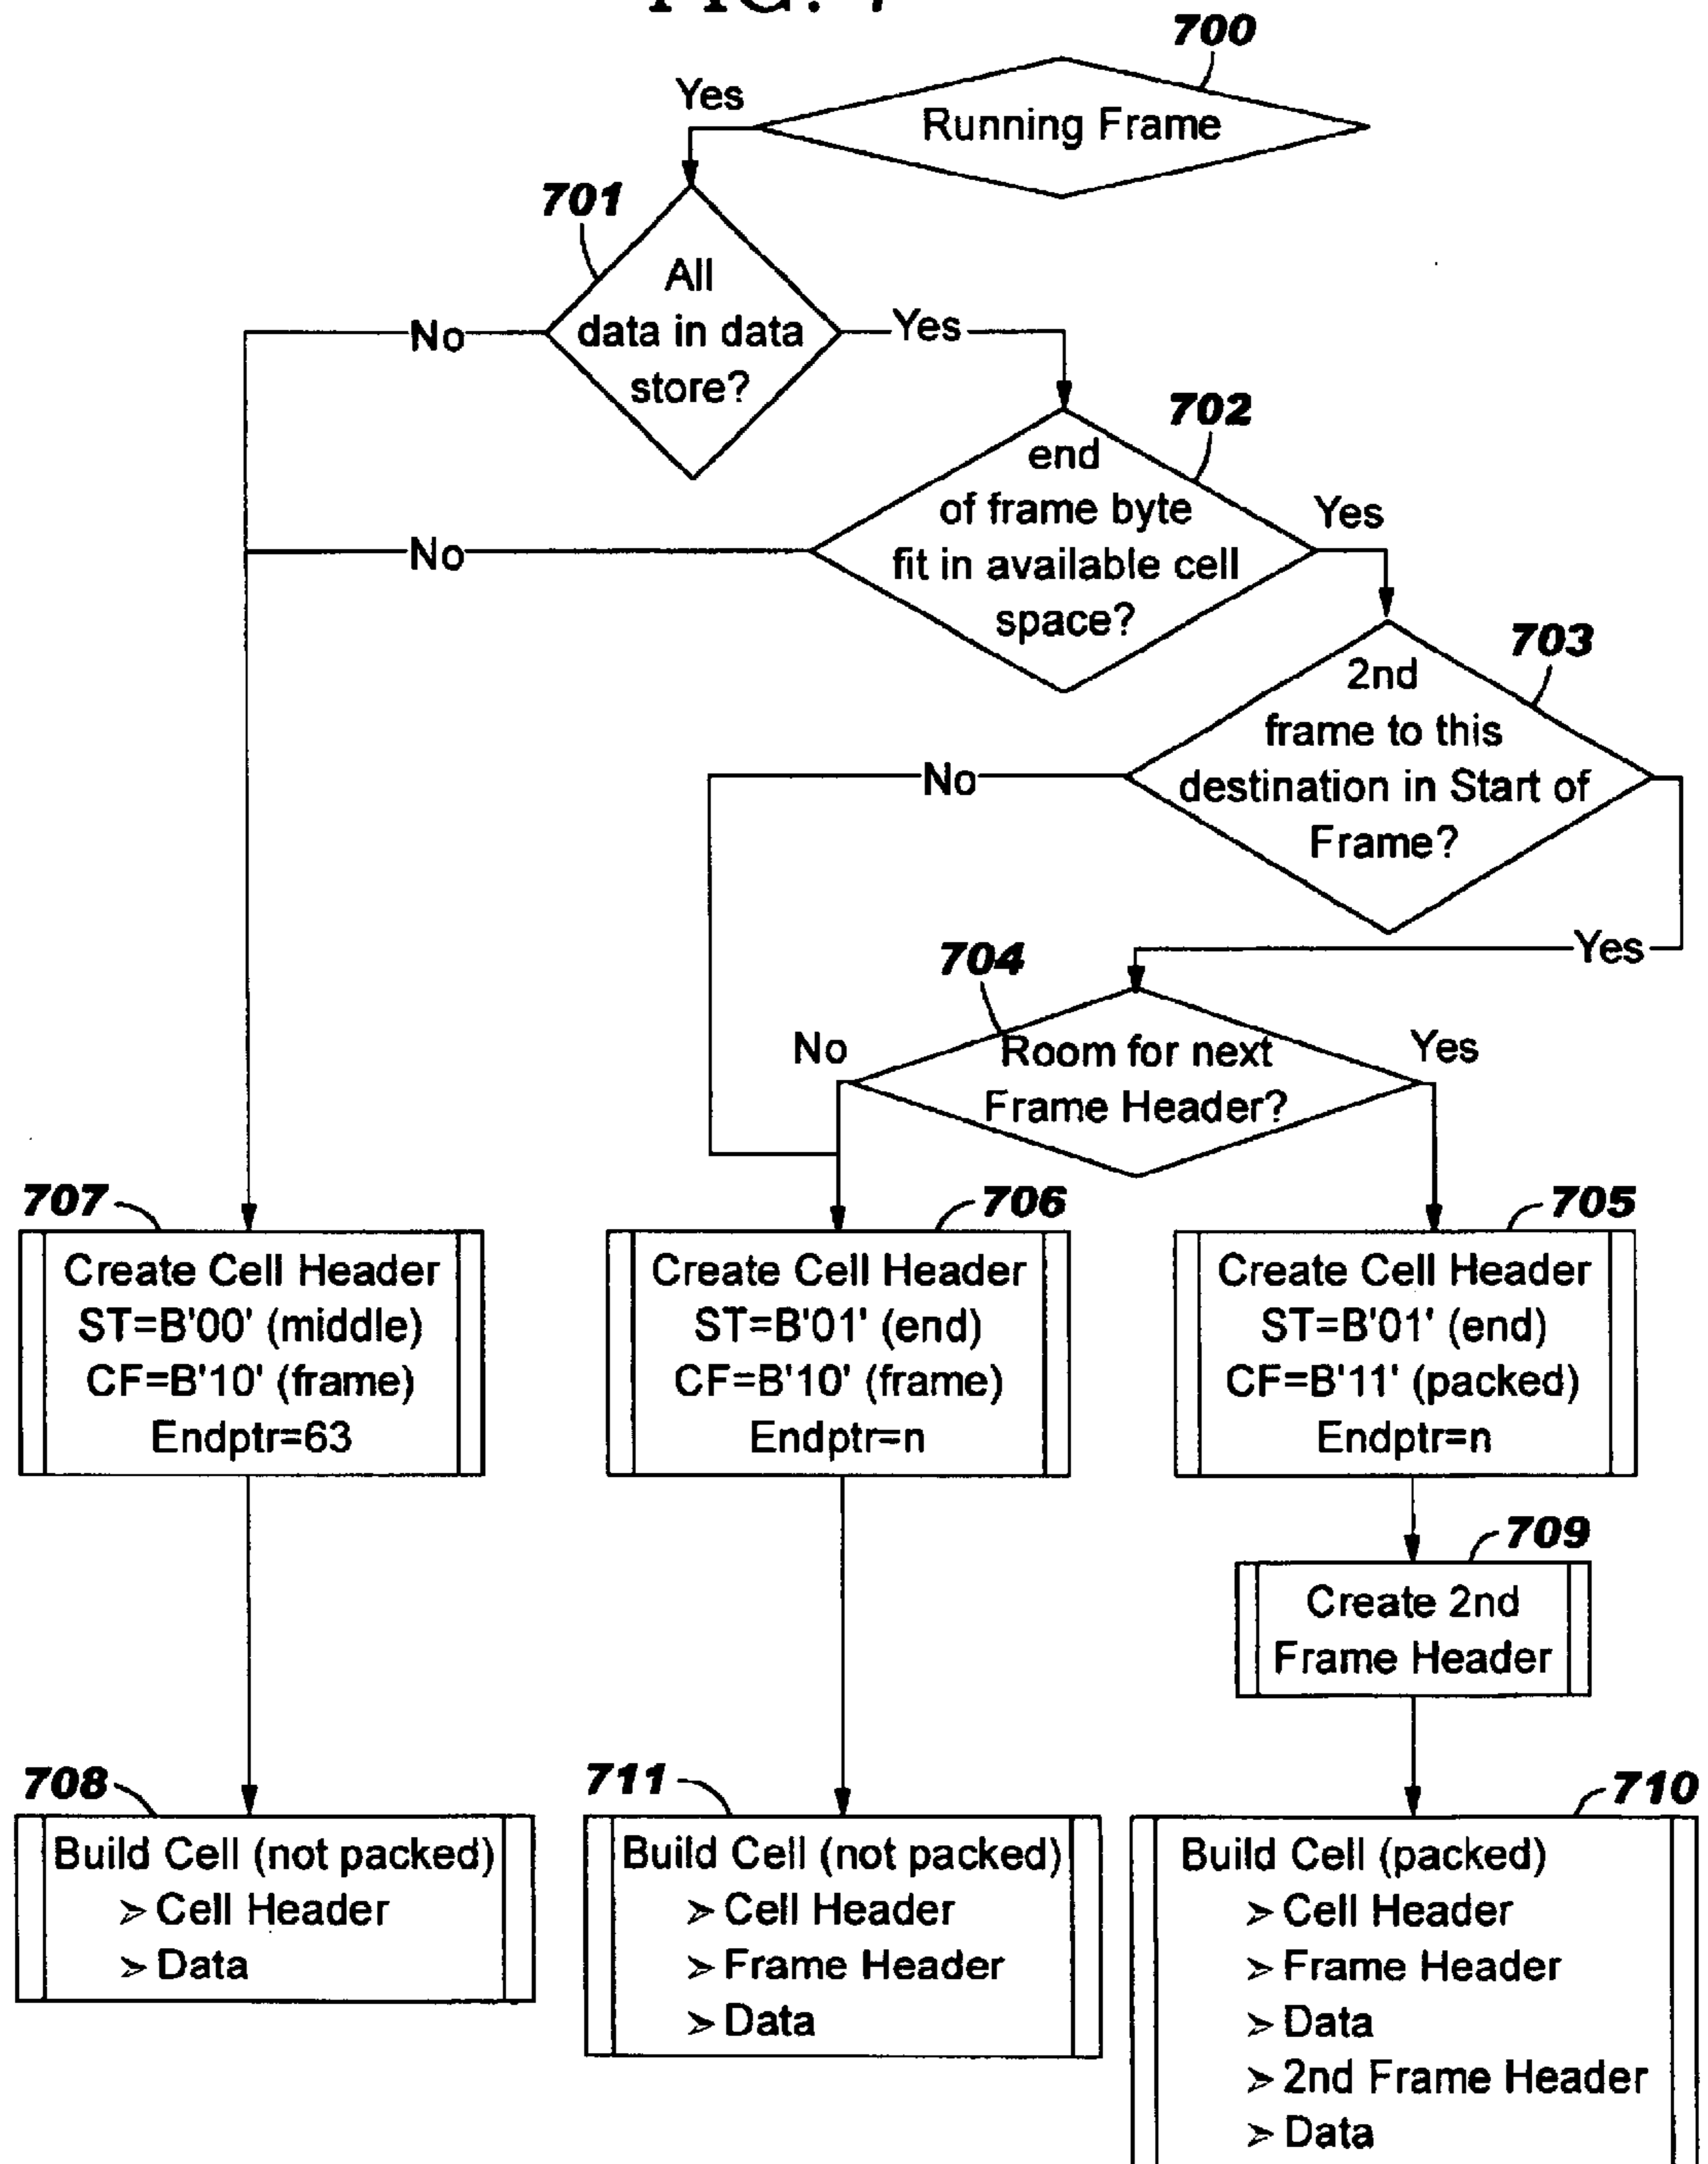 FIG. 7
700
Yes
Running Frame
701
All
data in data
store?
No
Yes
702
end
of frame byte
fit in available cell
space?
No
Yes
703
2nd
frame to this
destination in Start of
Frame?
No
Yes
704
Room for next
Frame Header?
No
Yes
707
Create Cell Header
ST=B'00' (middle)
CF=B'10' (frame)
Endptr=63
706
Create Cell Header
ST=B'01' (end)
CF=B'10' (frame)
Endptr=n
705
Create Cell Header
ST=B'01' (end)
CF=B'11' (packed)
Endptr=n
709
Create 2nd
Frame Header
708
Build Cell (not packed)
➢ Cell Header
➢ Data
711
Build Cell (not packed)
➢ Cell Header
➢ Frame Header
➢ Data
710
Build Cell (packed)
➢ Cell Header
➢ Frame Header
➢ Data
➢ 2nd Frame Header
➢ Data